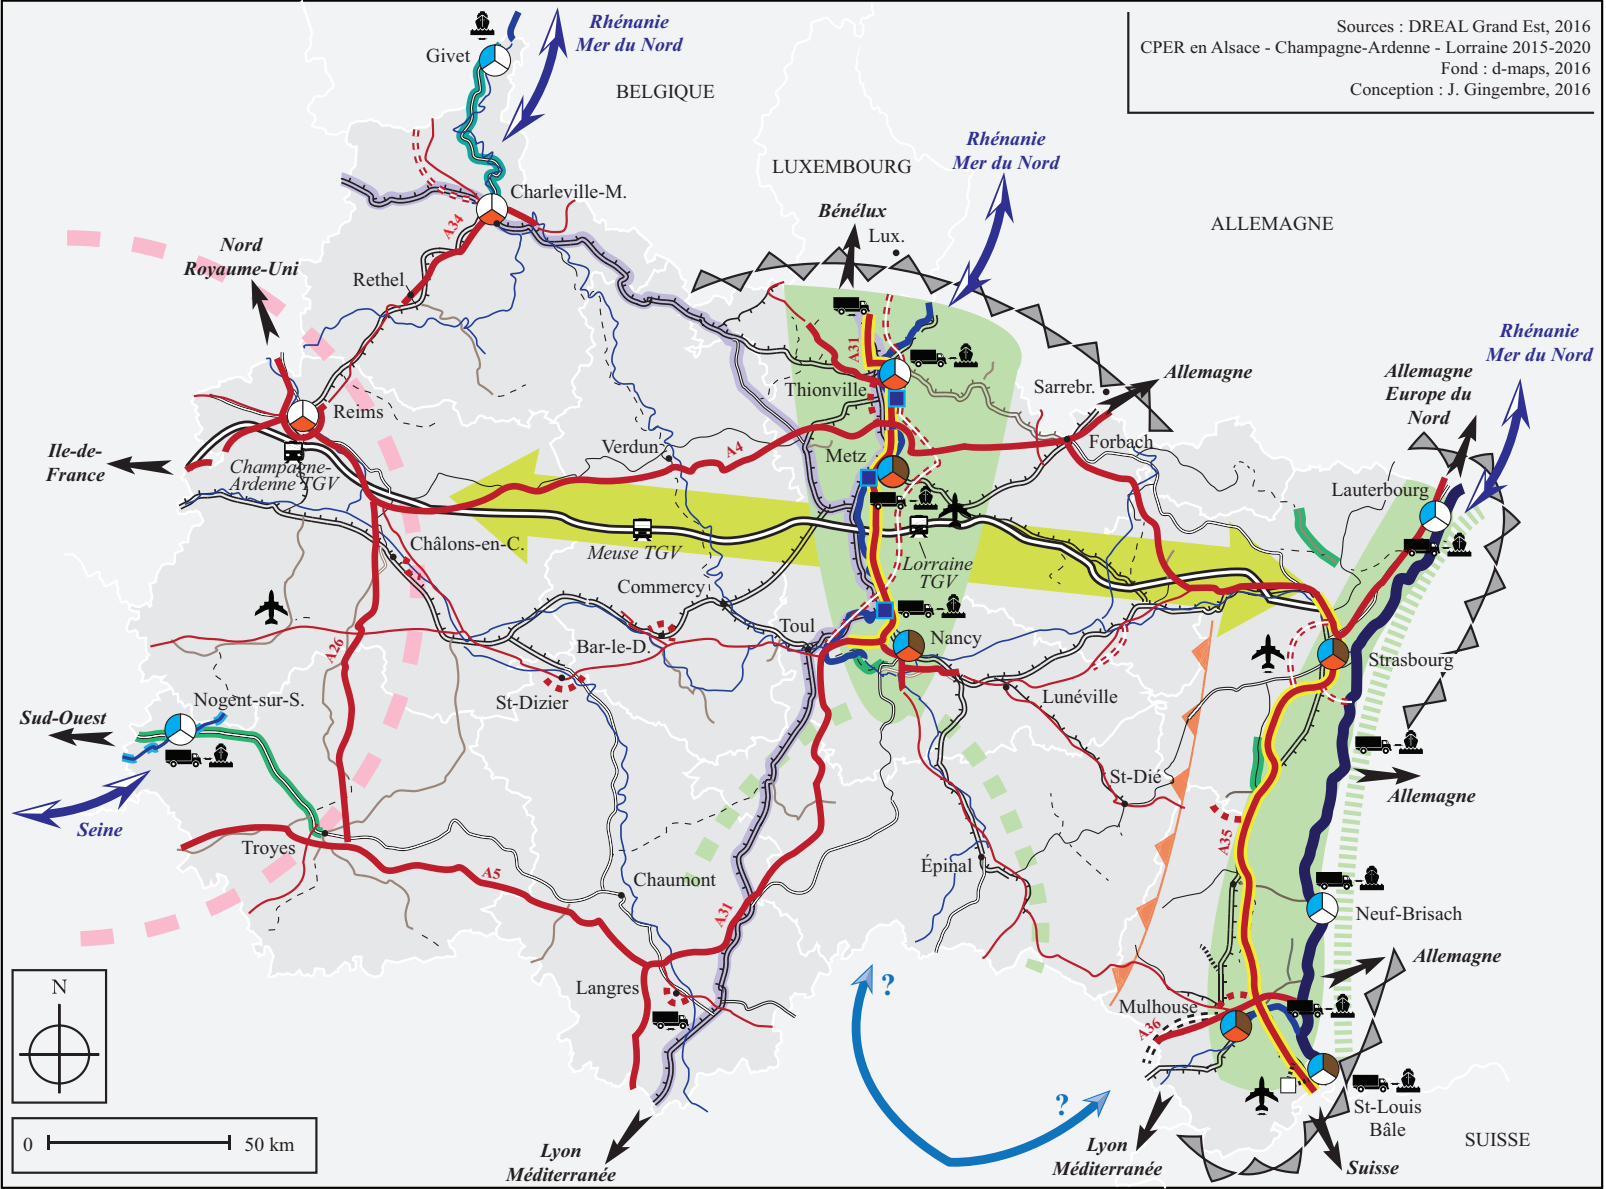 Sources : DREAL Grand Est, 2016
CPER en Alsace - Champagne-Ardenne - Lorraine 2015-2020
Fond : d-maps, 2016
Conception : J. Gingembre, 2016
Rhénanie
Mer du Nord
Givet
BELGIQUE
Rhénanie
Mer du Nord
LUXEMBOURG
Charleville-M.
Bénélux
Lux.
ALLEMAGNE
A34
Nord
Royaume-Uni
Rethel
Rhénanie
Mer du Nord
A31
Thionville
Sarrebr.
Allemagne
Allemagne
Europe du
Nord
Reims
Forbach
Verdun
A4
Metz
Ile-de-
France
Champagne-
Ardenne TGV
Lauterbourg
Châlons-en-C.
Meuse TGV
Lorraine
TGV
Commercy
Toul
Nancy
Bar-le-D.
A26
Strasbourg
St-Dizier
Lunéville
Nogent-sur-S.
Sud-Ouest
St-Dié
Allemagne
Seine
Troyes
A35
Épinal
A5
Chaumont
A31
Neuf-Brisach
Allemagne
Langres
Mulhouse
A36
N
?
?
St-Louis
Bâle
0
50 km
Lyon
Méditerranée
Lyon
Méditerranée
Suisse
SUISSE